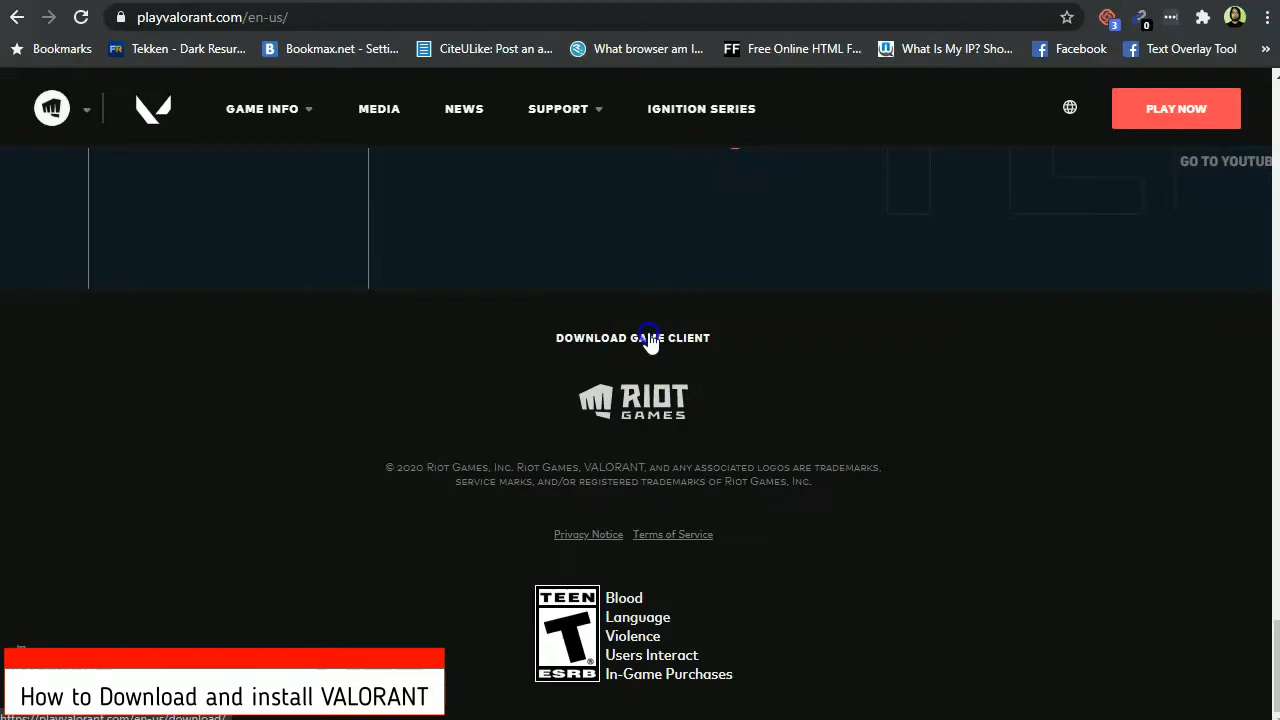 playvalorant.com/en-us/
3
0
Bookmarks
Tekken - Dark Resur...
Bookmax.net - Setti...
CiteULike: Post an a...
What browser am I...
FF Free Online HTML F...
What Is My IP? Sho...
Facebook
Text Overlay Tool
»
GAME INFO
MEDIA
NEWS
SUPPORT
IGNITION SERIES
PLAY NOW
GO TO YOUTUB
DOWNLOAD GAME CLIENT
RIOT
GAMES
© 2020 Riot Games, Inc. Riot Games, VALORANT, and any associated logos are trademarks,
service marks, and/or registered trademarks of Riot Games, Inc.
Privacy Notice Terms of Service
TEEN
T
ESRB
Blood
Language
Violence
Users Interact
In-Game Purchases
How to Download and install VALORANT
https://playvalorant.com/en-us/download/